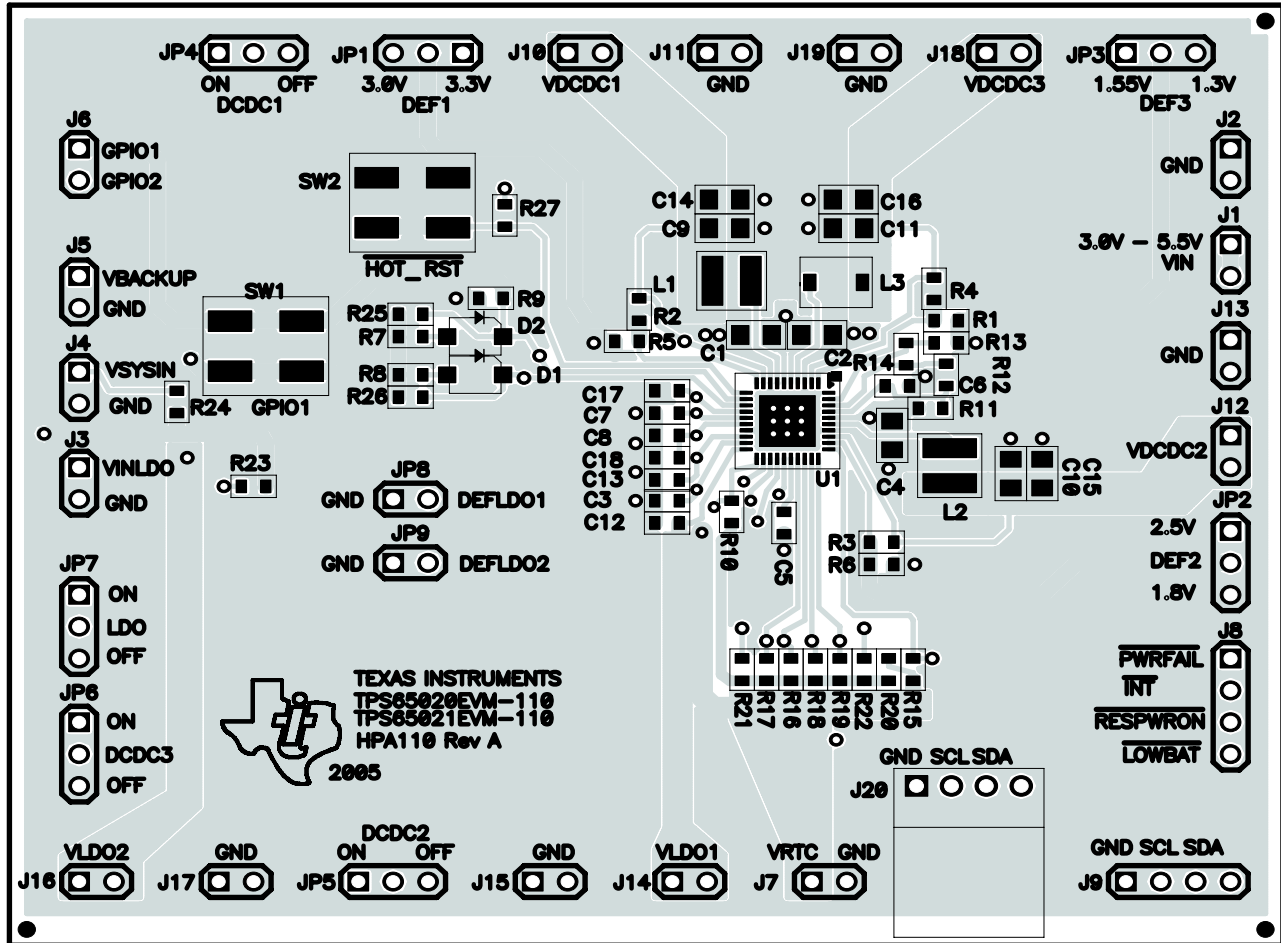 JP4
ON OFF
DCDC1
JP1
3.0V 3.3V
DEF1
J10
VDCDC1
J11
GND
J19
GND
J18
VDCDC3
JP3
1.55V 1.3V
DEF3
J6
GPIO1
GPIO2
J5
VBACKUP
GND
J4
VSYSIN
GND
J3
VINLDO
GND
JP7
ON
LDO
OFF
JP6
ON
DCDC3
OFF
SW2
HOT_RST
R27
SW1
GPIO1
R24
R23
R25
R7
R8
R26
R9
D2
D1
JP8
GND DEFLDO1
JP9
GND DEFLDO2
C14
C9
C16
C11
L1
R2
R5
L3
C1
C2
R4
R1
R13
R14
R12
C6
R11
C17
C7
C8
C18
C13
C3
C12
U1
C4
L2
C10
C15
R10
C5
R3
R6
R21
R17
R16
R18
R19
R22
R20
R15
J2
GND
J1
3.0V - 5.5V
VIN
J13
GND
J12
VDCDC2
JP2
2.5V
DEF2
1.8V
J8
PWRFAIL
INT
RESPWRON
LOWBAT
TEXAS INSTRUMENTS
TPS65020EVM-110
TPS65021EVM-110
HPA110 Rev A
2005
GND SCL SDA
J20
VLDO2
J16
GND
J17
DCDC2
ON OFF
JP5
GND
J15
VLDO1
J14
VRTC GND
J7
GND SCL SDA
J9